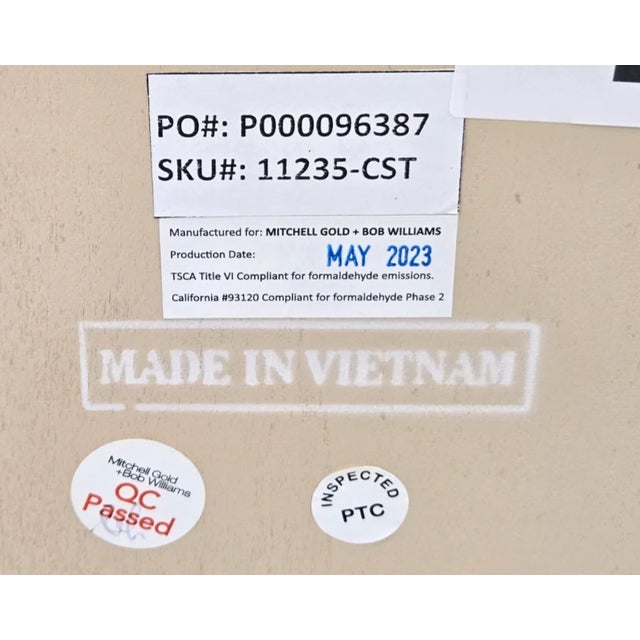 PO#: P000096387
SKU#: 11235-CST
Manufactured for: MITCHELL GOLD + BOB WILLIAMS
Production Date: MAY 2023
TSCA Title VI Compliant for formaldehyde emissions.
California #93120 Compliant for formaldehyde Phase 2
MADE IN VIETNAM
Mitchell Gold
+Bob Williams
QC
Passed
INSPECTED
PTC